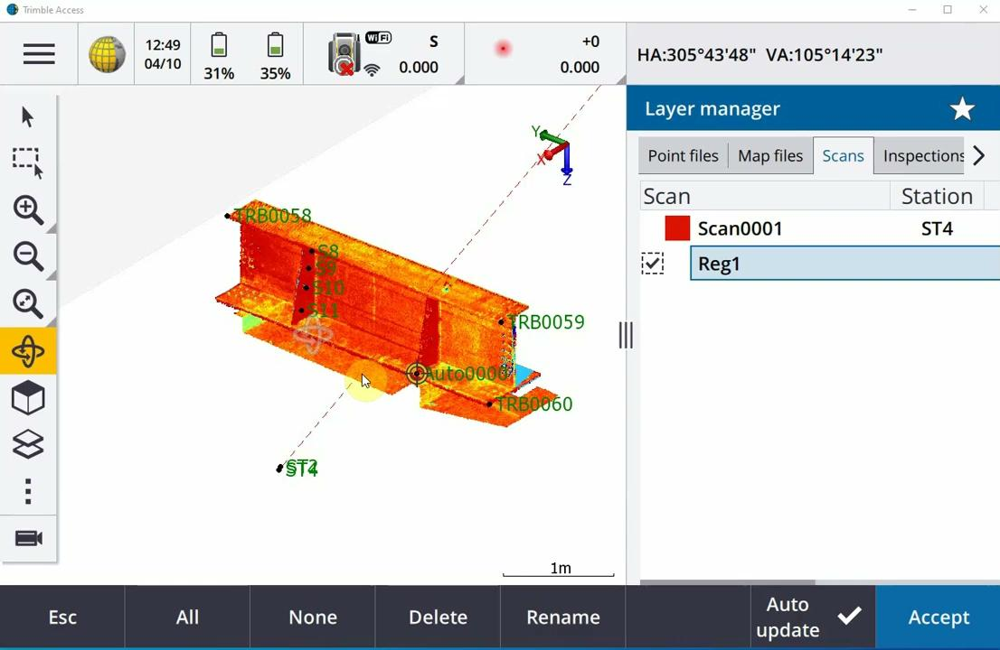 Trimble Access
12:49
04/10
31%
35%
WiFi
S
0.000
+0
0.000
HA:305°43'48" VA:105°14'23"
Layer manager
Point files
Map files
Scans
Inspections
Scan
Station
Scan0001
ST4
Reg1
Y
X
Z
TRB0058
S8
S9
S10
S11
TRB0059
Auto0000
TRB0060
ST4
1m
Esc
All
None
Delete
Rename
Auto
update
Accept